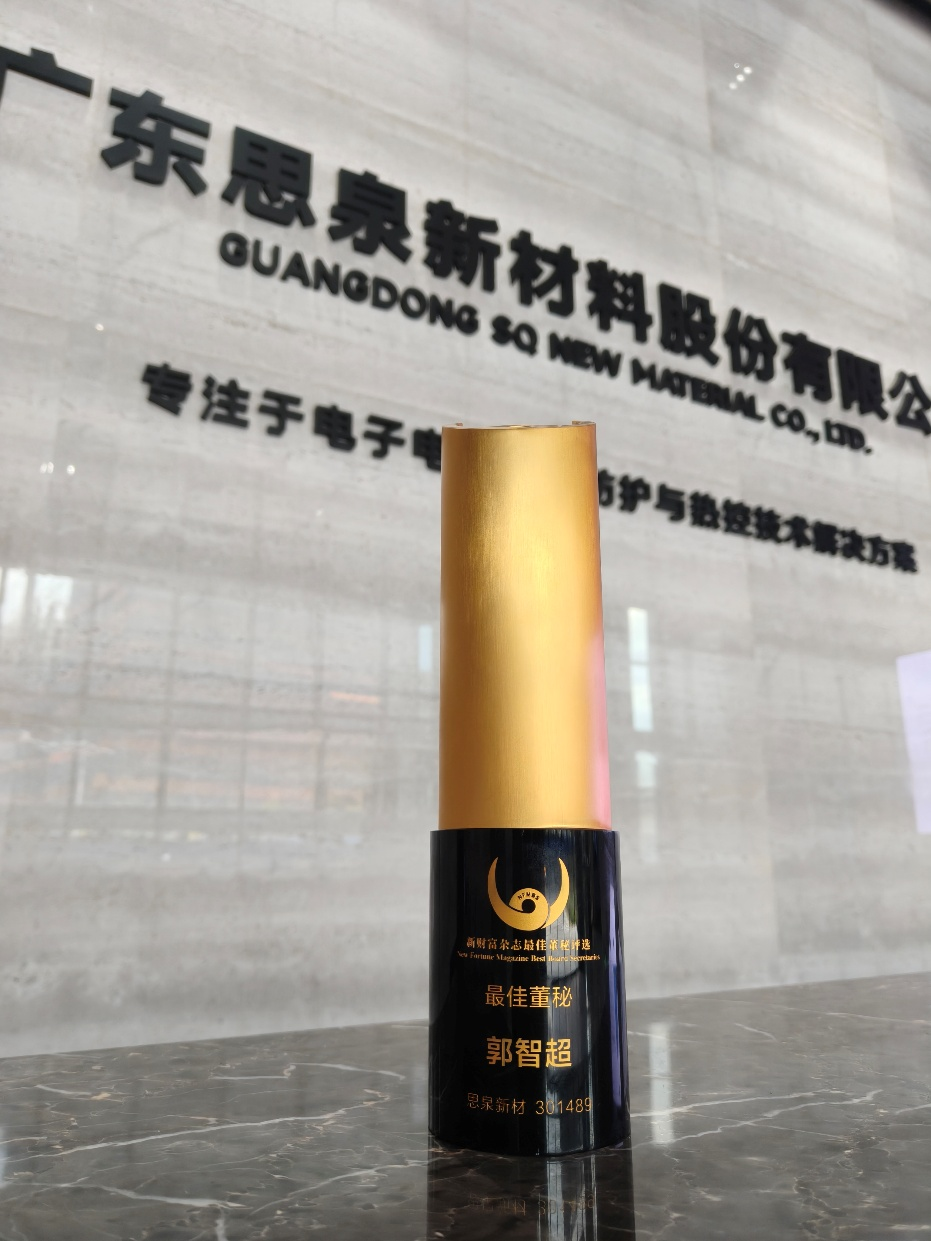 广东思泉新材料股份有限公
GUANGDONG SQ NEW MATERIAL CO., LTD.
专注于电子电 防护与热控技术解决方案
新财富杂志最佳董秘评选
New Fortune Magazine Best Board Secretaries
最佳董秘
郭智超
思泉新材 301489